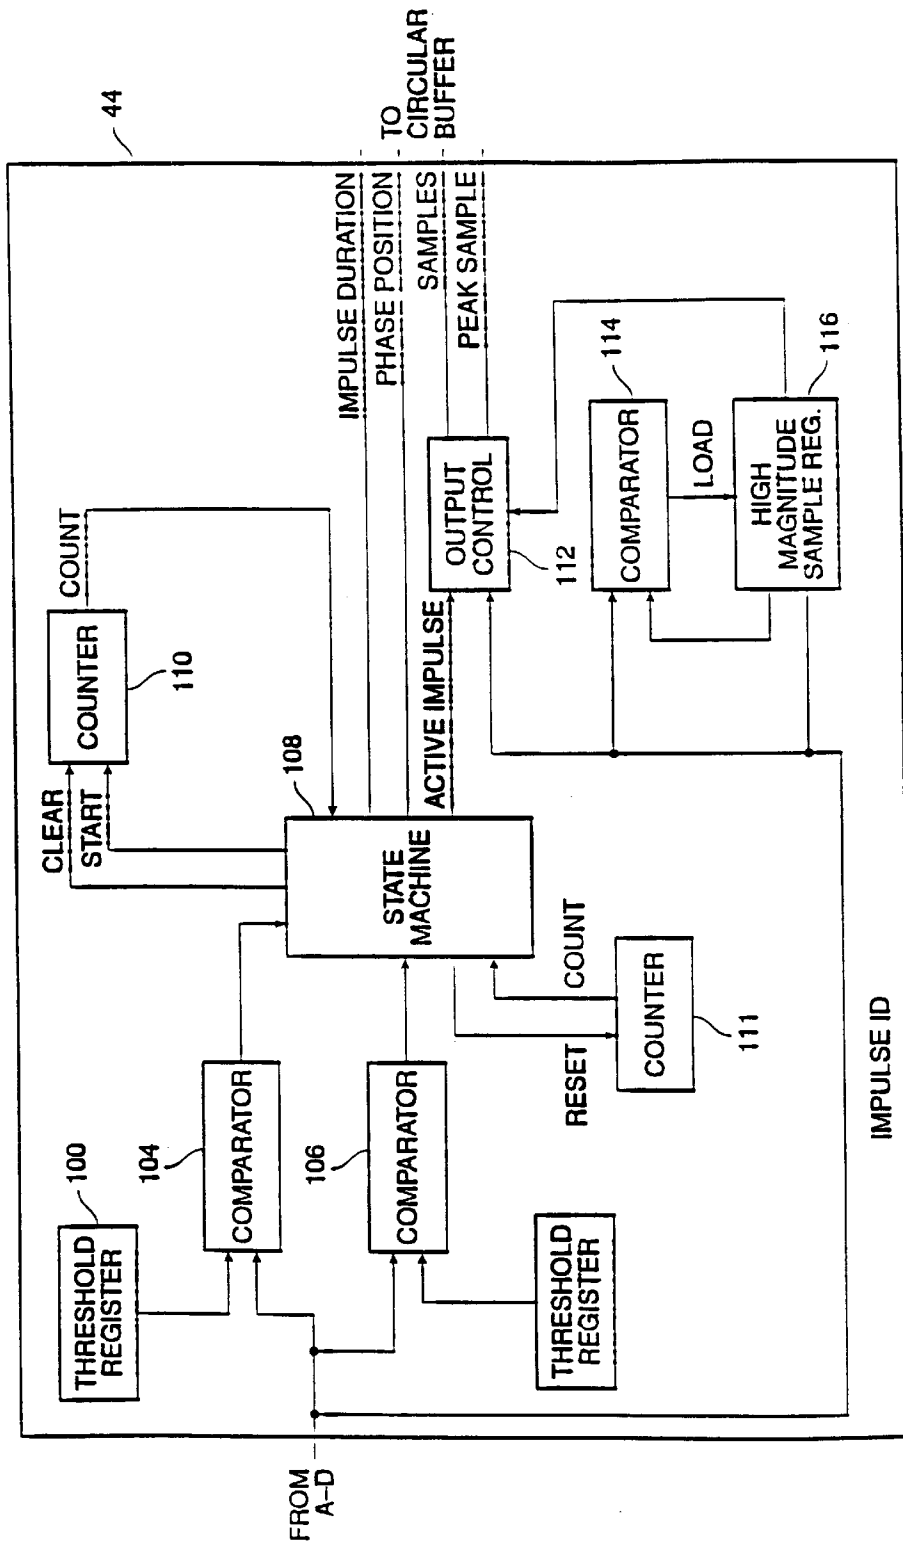 44
FROM
A-D
THRESHOLD
REGISTER
100
COMPARATOR
104
COMPARATOR
106
THRESHOLD
REGISTER
CLEAR
START
COUNTER
110
COUNT
STATE
MACHINE
108
RESET
COUNT
COUNTER
111
IMPULSE DURATION
PHASE POSITION
SAMPLES
PEAK SAMPLE
TO
CIRCULAR
BUFFER
ACTIVE IMPULSE
OUTPUT
CONTROL
112
COMPARATOR
114
LOAD
HIGH
MAGNITUDE
SAMPLE REG.
116
IMPULSE ID